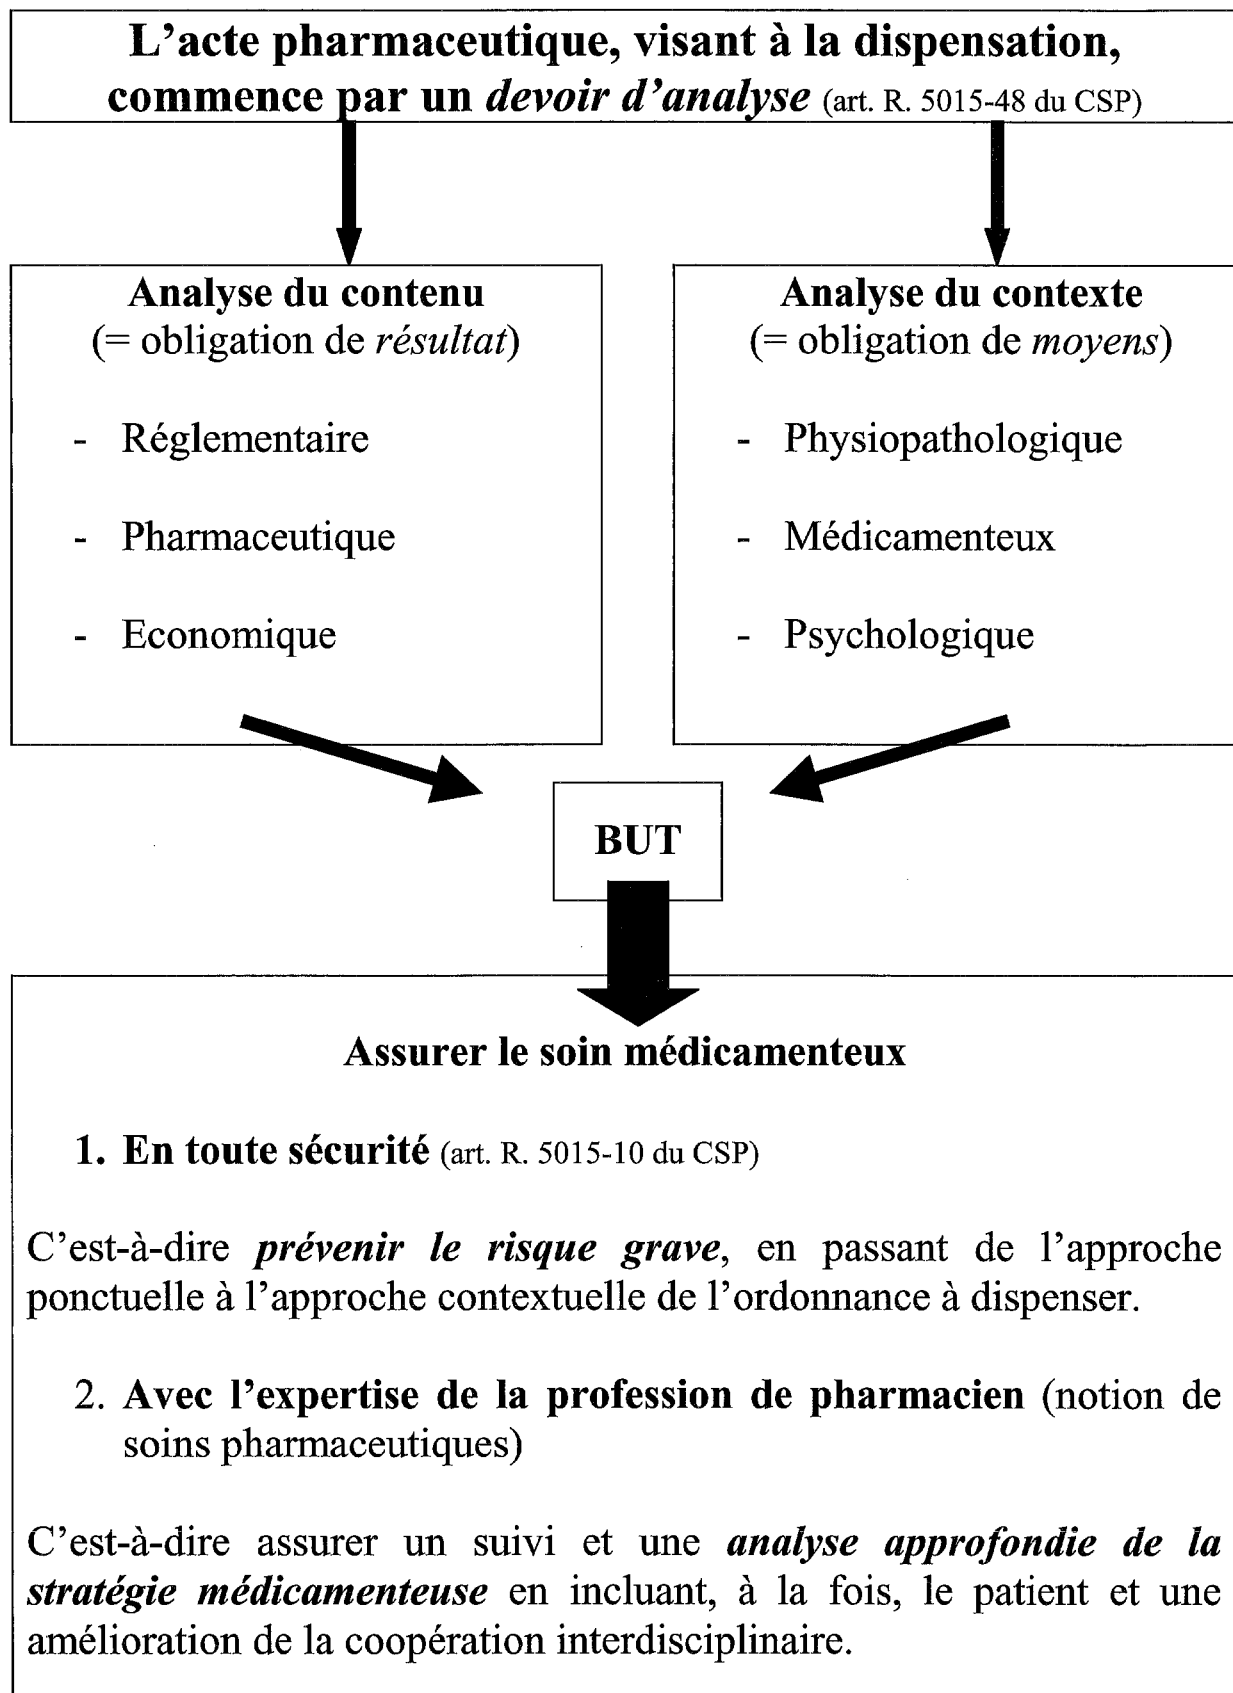 L’acte pharmaceutique, visant à la dispensation,
commence par un devoir d’analyse (art. R. 5015-48 du CSP)
Analyse du contenu
(= obligation de résultat)
- Réglementaire
- Pharmaceutique
- Economique
Analyse du contexte
(= obligation de moyens)
- Physiopathologique
- Médicamenteux
- Psychologique
BUT
Assurer le soin médicamenteux
1. En toute sécurité (art. R. 5015-10 du CSP)
C’est-à-dire prévenir le risque grave, en passant de l’approche
ponctuelle à l’approche contextuelle de l’ordonnance à dispenser.
2. Avec l’expertise de la profession de pharmacien (notion de
soins pharmaceutiques)
C’est-à-dire assurer un suivi et une analyse approfondie de la
stratégie médicamenteuse en incluant, à la fois, le patient et une
amélioration de la coopération interdisciplinaire.